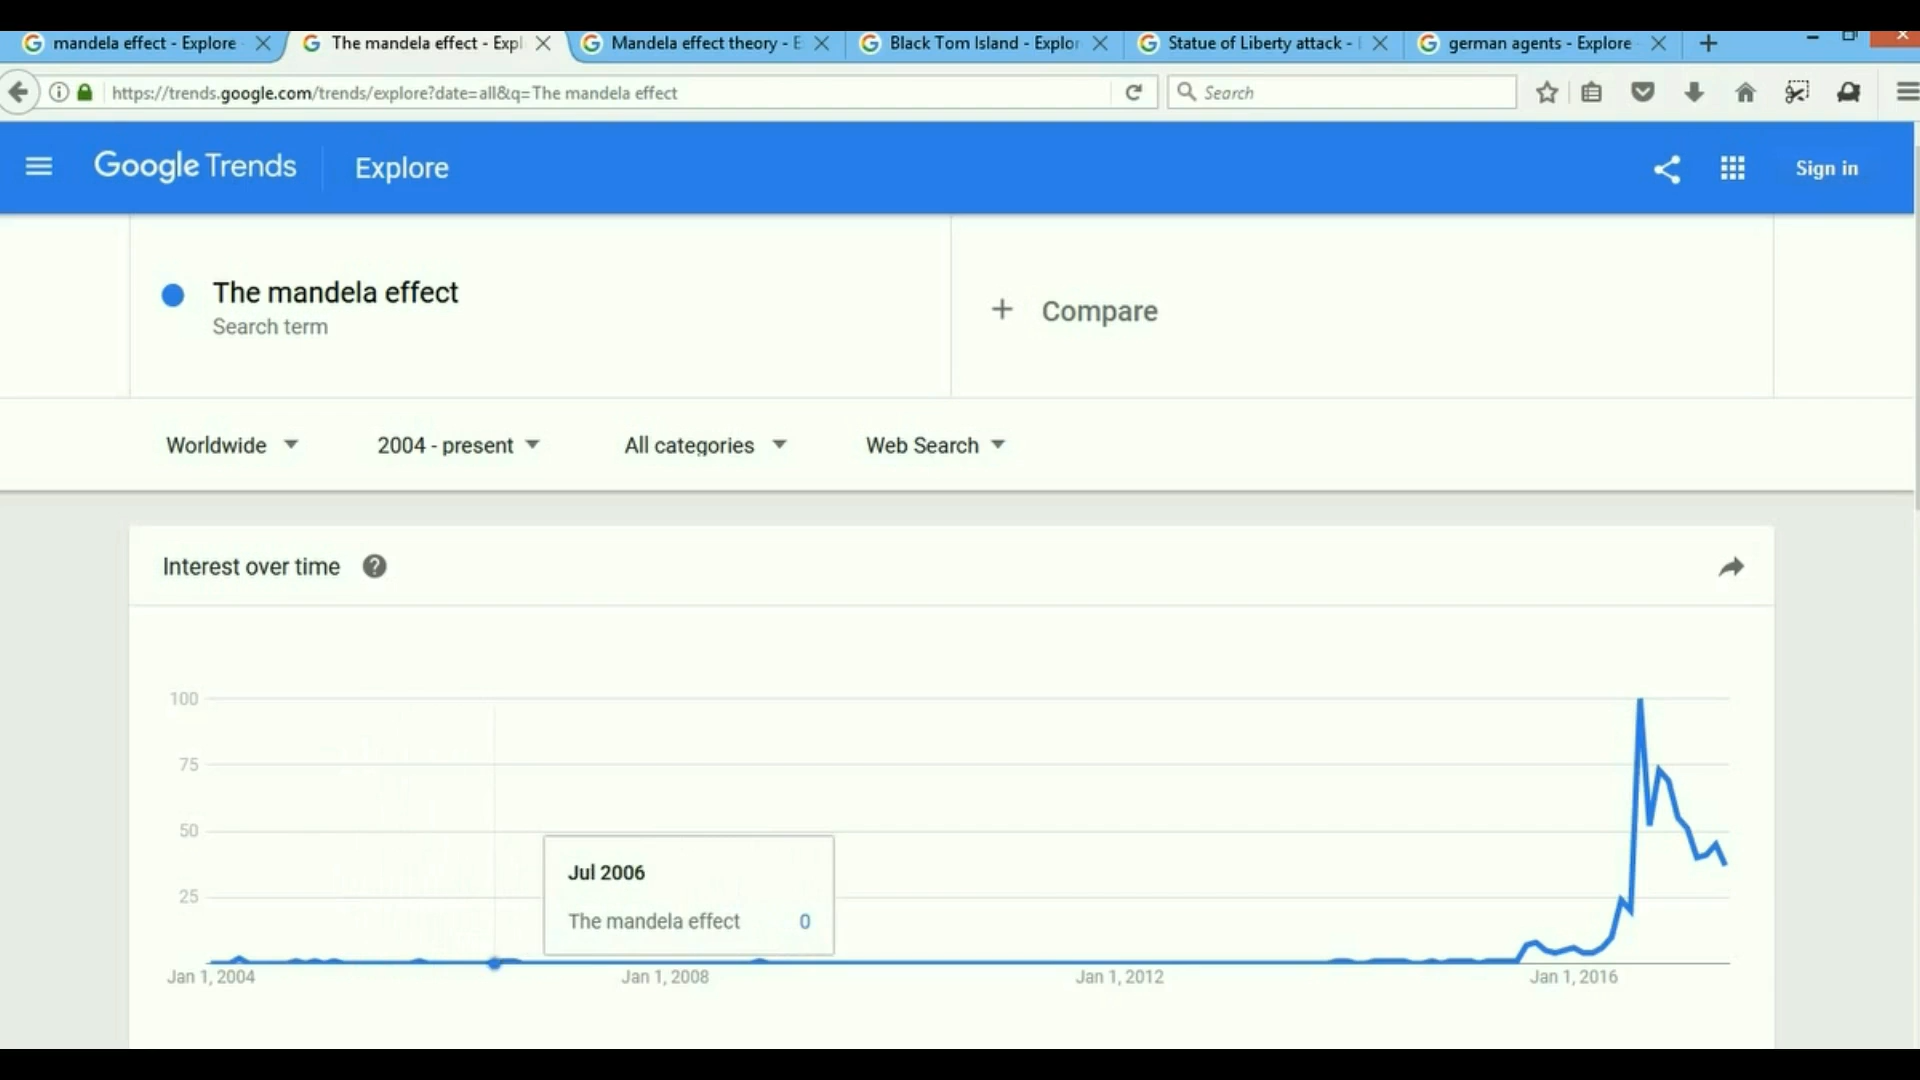 mandela effect - Explore
The mandela effect - Expl
Mandela effect theory - E
Black Tom Island - Explor
Statue of Liberty attack -
german agents - Explore
https://trends.google.com/trends/explore?date=all&q=The mandela effect
Search
Google Trends
Explore
Sign in
The mandela effect
Search term
+ Compare
Worldwide
2004 - present
All categories
Web Search
Interest over time
100
75
50
25
Jul 2006
The mandela effect 0
Jan 1, 2004
Jan 1, 2008
Jan 1, 2012
Jan 1, 2016